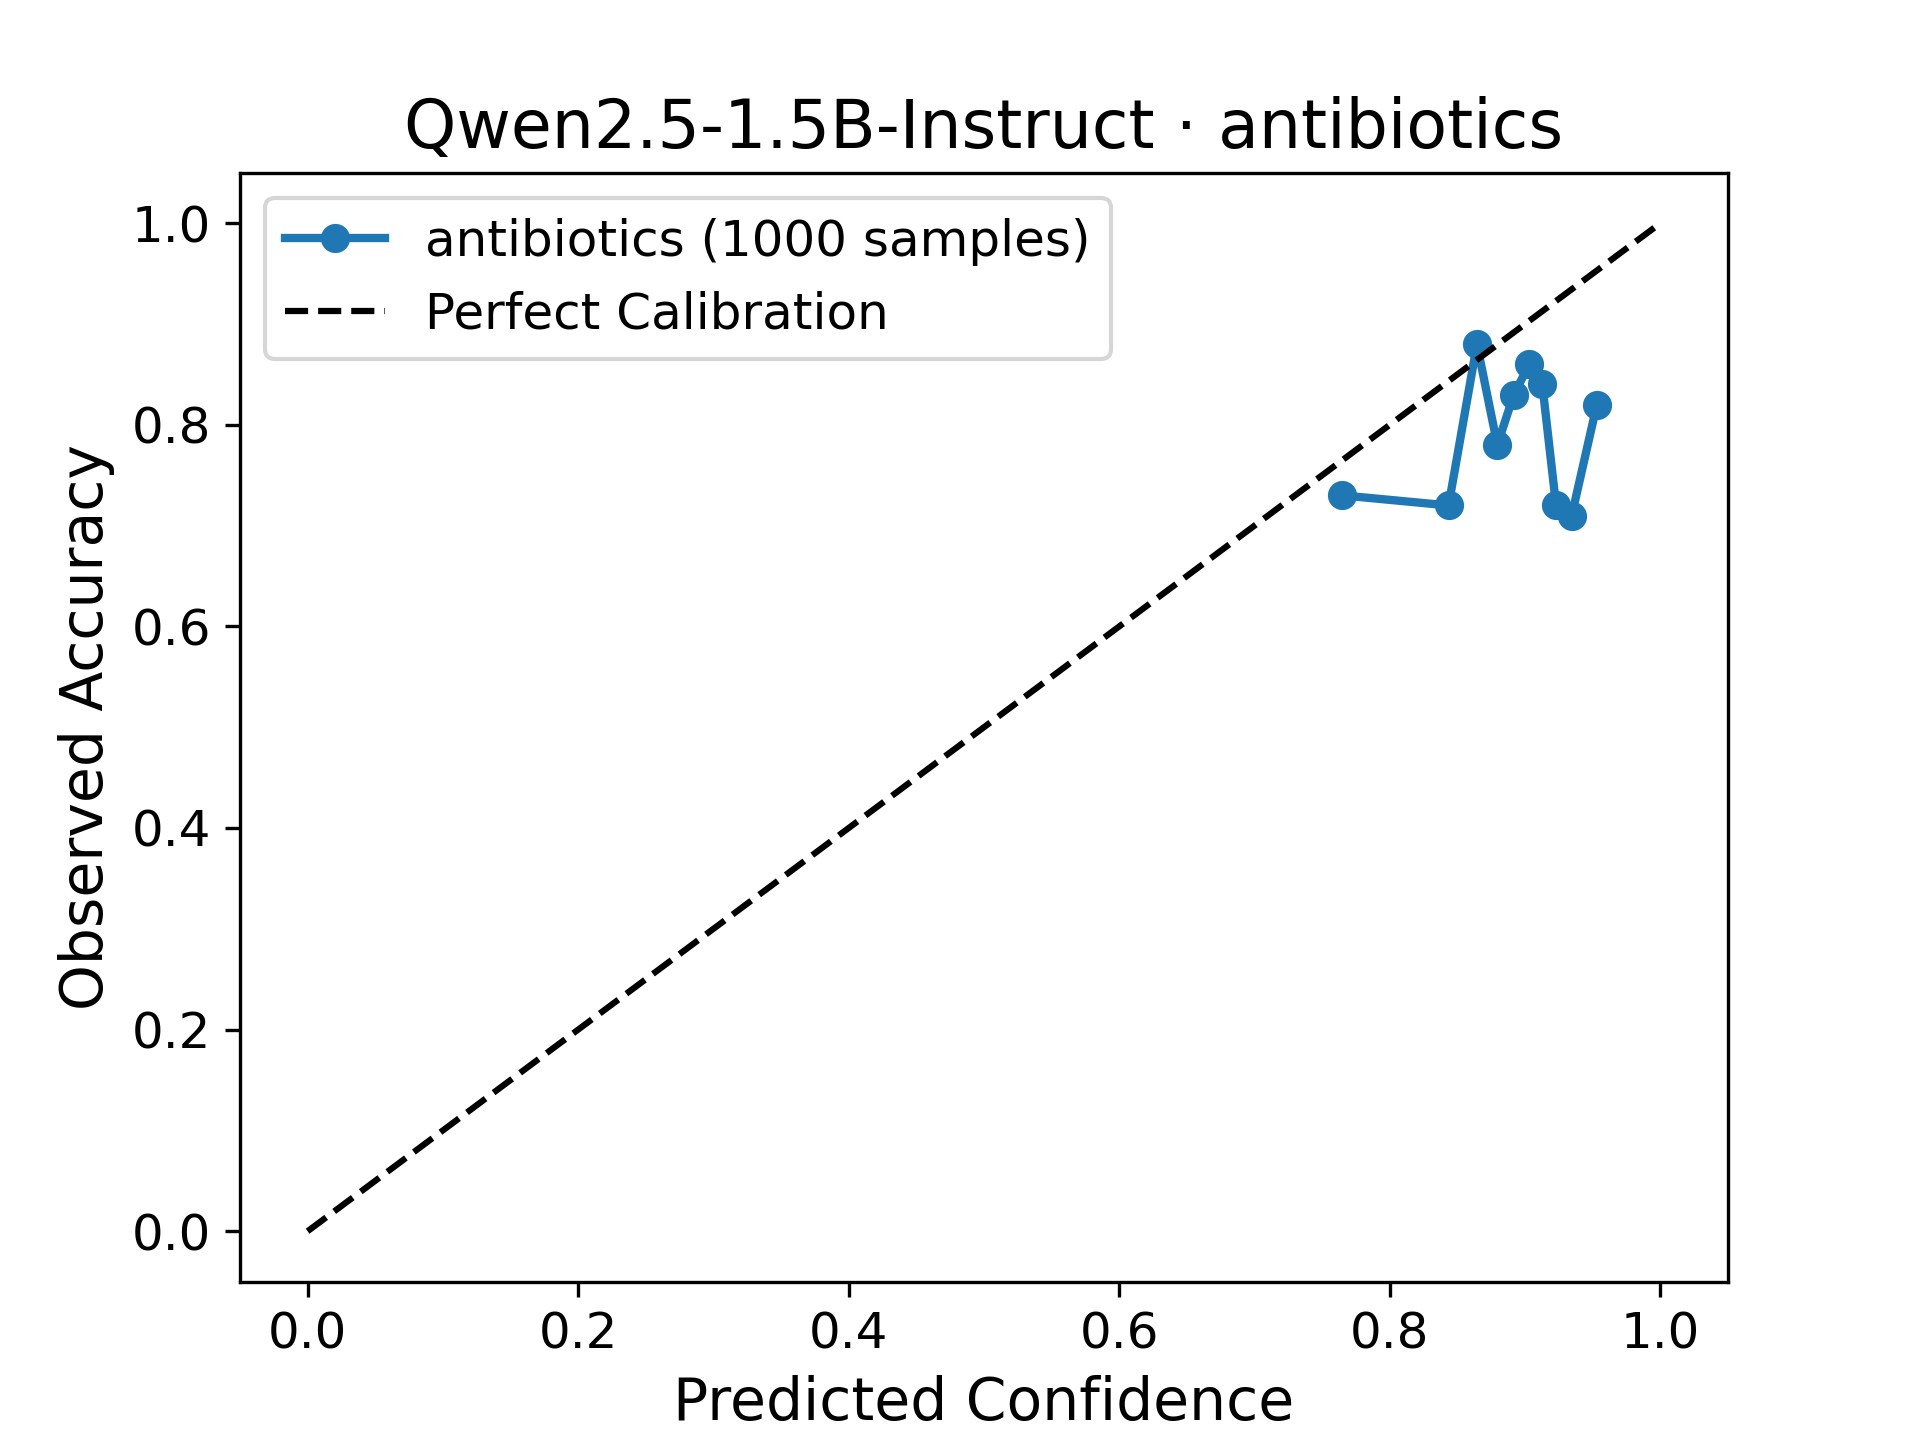 Qwen2.5-1.5B-Instruct · antibiotics
antibiotics (1000 samples)
Perfect Calibration
1.0
0.8
0.6
0.4
0.2
0.0
Observed Accuracy
0.0 0.2 0.4 0.6 0.8 1.0
Predicted Confidence